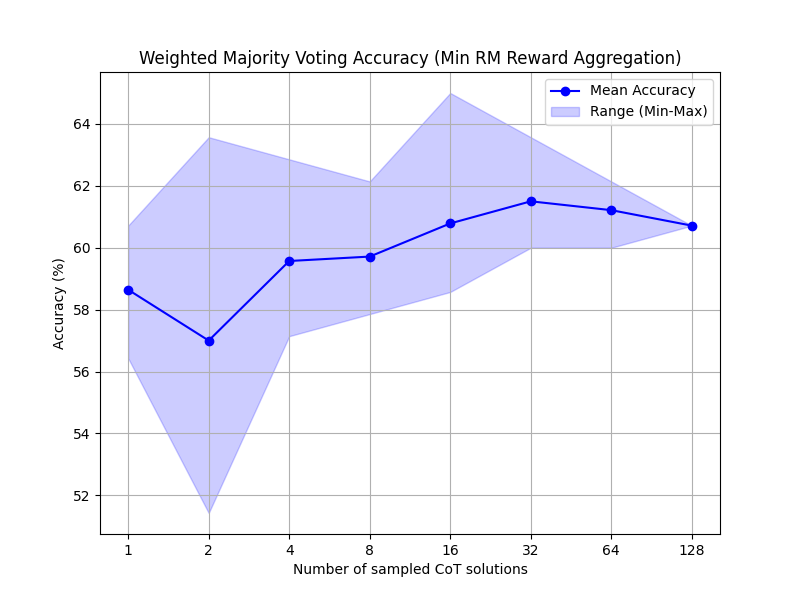 Weighted Majority Voting Accuracy (Min RM Reward Aggregation)
Mean Accuracy
Range (Min-Max)
Accuracy (%)
64
62
60
58
56
54
52
1 2 4 8 16 32 64 128
Number of sampled CoT solutions